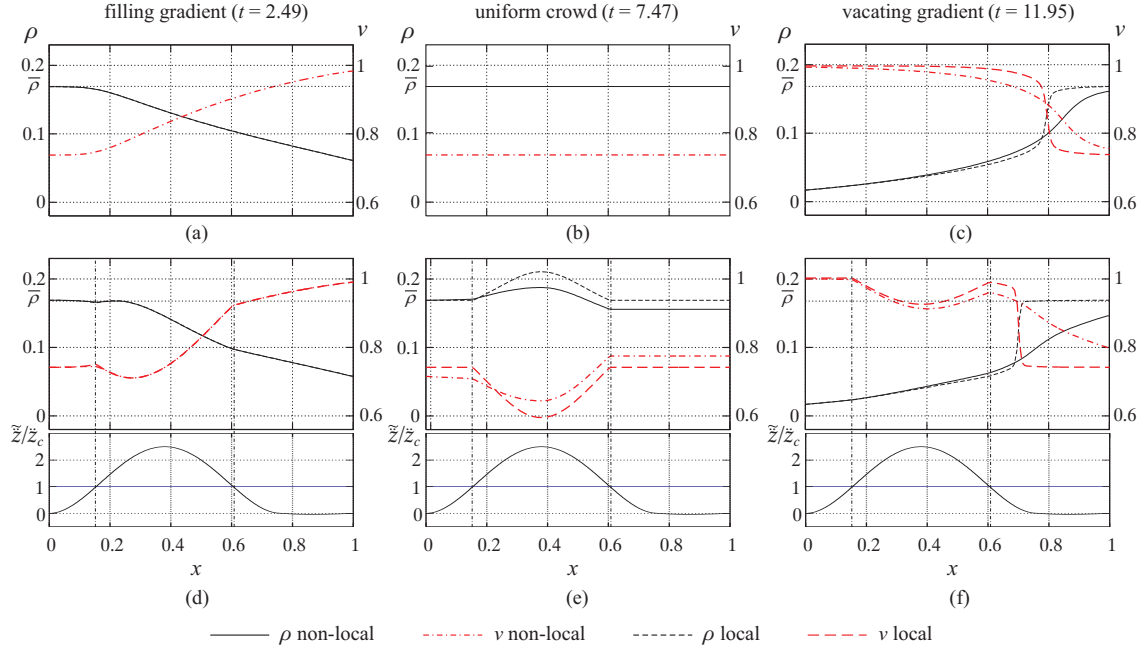 filling gradient (t = 2.49)
uniform crowd (t = 7.47)
vacating gradient (t = 11.95)
ρ v ρ v ρ v
0.2 1 0.2 1 0.2 1
ρ̅ ρ̅ ρ̅
0.1 0.8 0.1 0.8 0.1 0.8
0 0.6 0 0.6 0 0.6
(a) (b) (c)
0.2 1 0.2 1 0.2 1
ρ̅ ρ̅ ρ̅
0.1 0.8 0.1 0.8 0.1 0.8
0 0.6 0 0.6 0 0.6
z̃̈/z̈c z̃̈/z̈c z̃̈/z̈c
2 2 2
1 1 1
0 0 0
0 0.2 0.4 0.6 0.8 1 0 0.2 0.4 0.6 0.8 1 0 0.2 0.4 0.6 0.8 1
x x x
(d) (e) (f)
ρ non-local v non-local ρ local v local